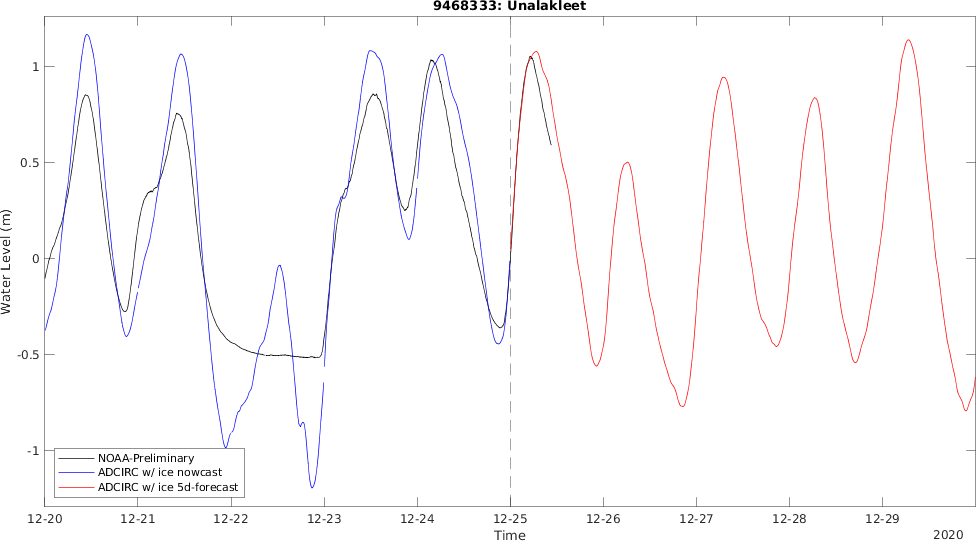 9468333: Unalakleet
Water Level (m)
1
0.5
0
-0.5
-1
NOAA-Preliminary
ADCIRC w/ ice nowcast
ADCIRC w/ ice 5d-forecast
12-20 12-21 12-22 12-23 12-24 12-25 12-26 12-27 12-28 12-29
Time
2020